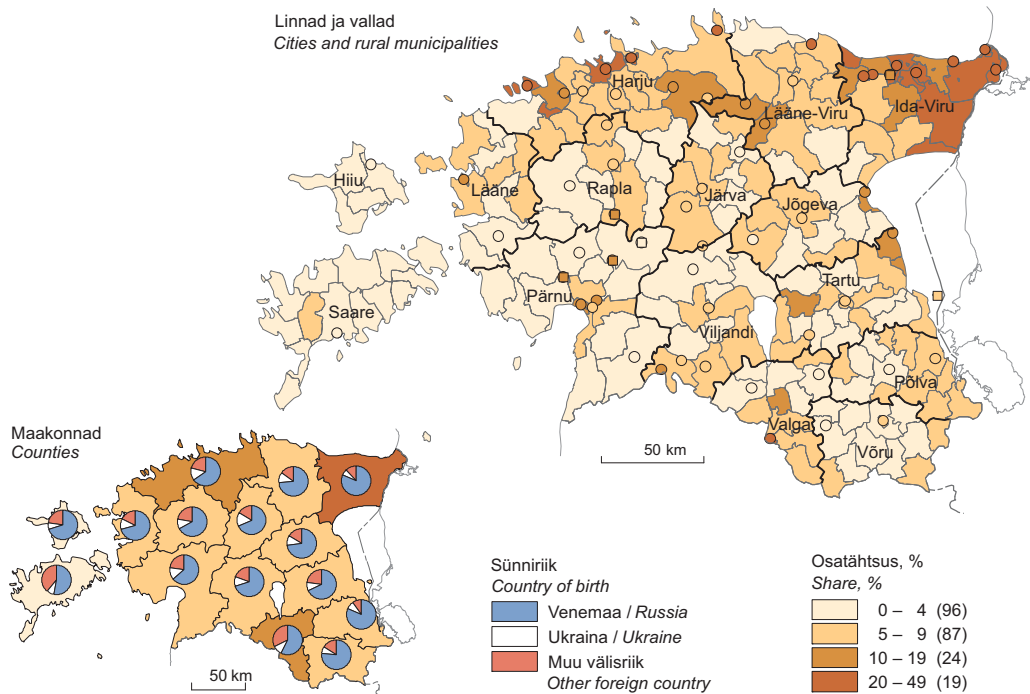 Linnad ja vallad
Cities and rural municipalities
Harju
Lääne-Viru
Ida-Viru
Hiiu
Lääne
Rapla
Järva
Jõgeva
Saare
Pärnu
Viljandi
Tartu
Põlva
Valga
Võru
50 km
Maakonnad
Counties
50 km
Sünniriik
Country of birth
Venemaa / Russia
Ukraina / Ukraine
Muu välisriik
Other foreign country
Osatähtsus, %
Share, %
0 – 4 (96)
5 – 9 (87)
10 – 19 (24)
20 – 49 (19)